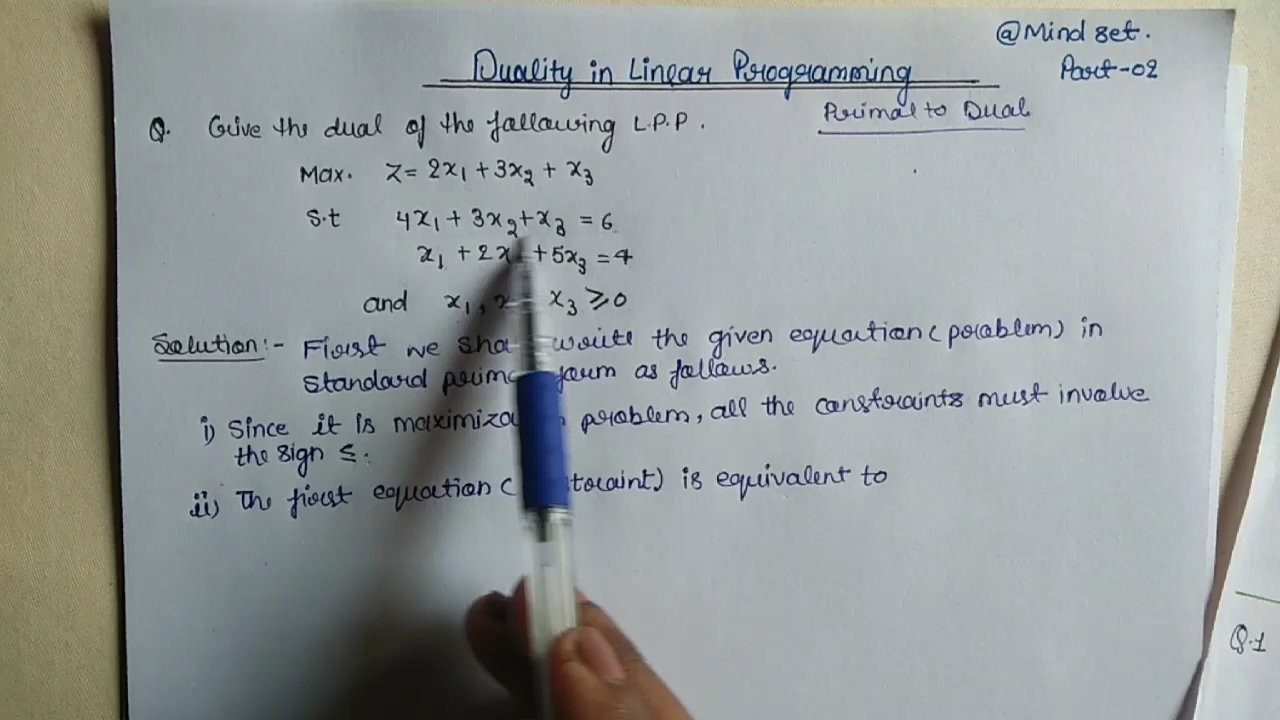 @Mind set.
Part-02
Duality in Linear Programming
Primal to Dual
Q. Give the dual of the following L.P.P.
Max. Z = 2x₁ + 3x₂ + x₃
S.t 4x₁ + 3x₂ + x₃ = 6
x₁ + 2x + 5x₃ = 4
and x₁, x x₃ ≥ 0
Solution:- First we write the given equation (problem) in
standard form as follows.
i) Since it is problem, all the constraints must involve
the sign ≤.
ii) The first equation ( ) is equivalent to
Q.1